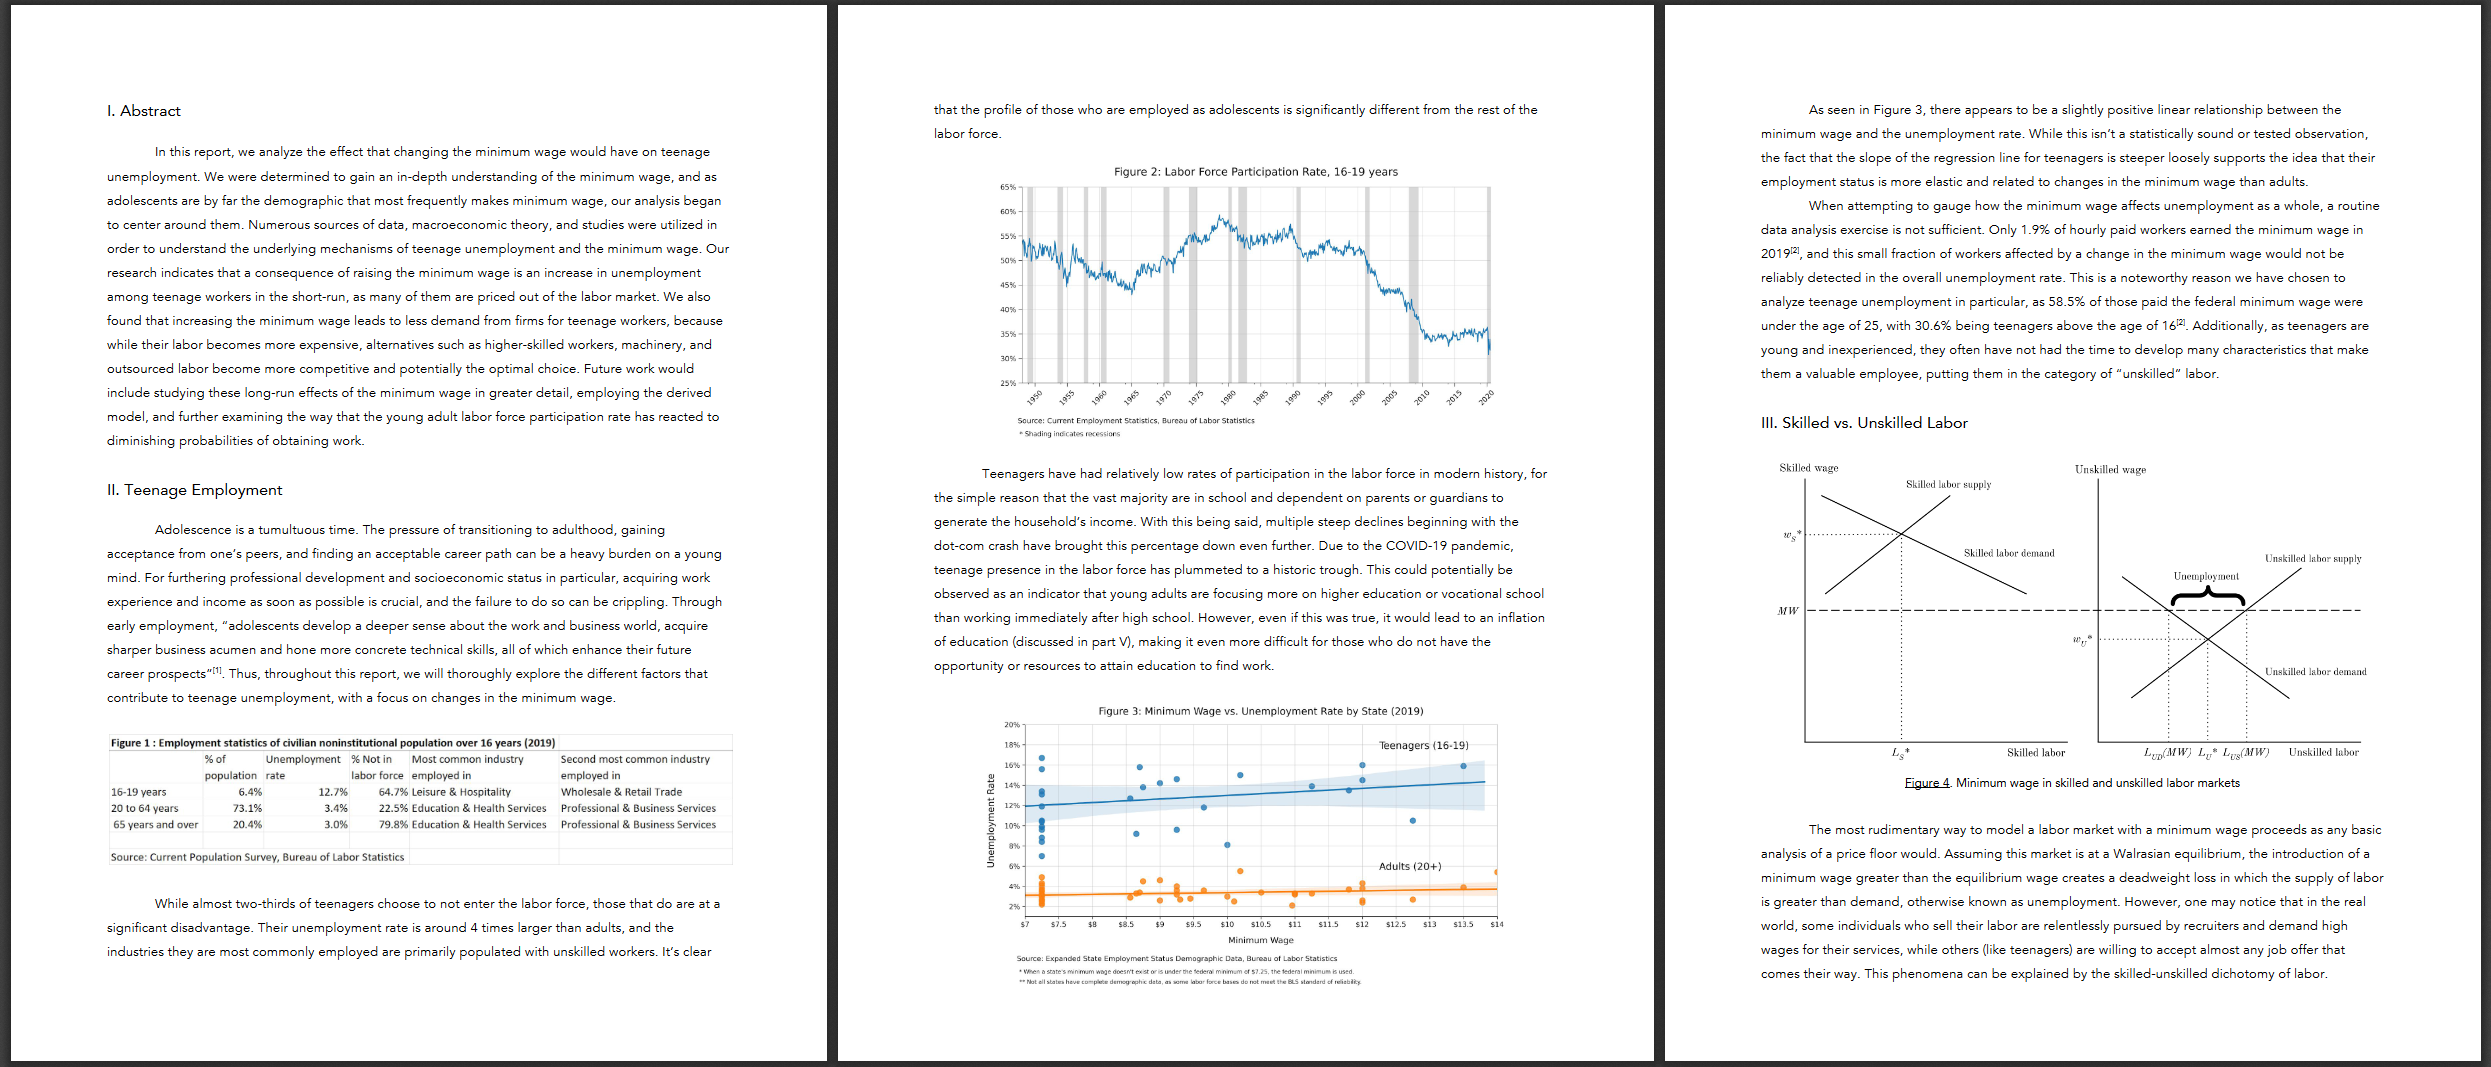 I. Abstract
In this report, we analyze the effect that changing the minimum wage would have on teenage
unemployment. We were determined to gain an in-depth understanding of the minimum wage, and as
adolescents are by far the demographic that most frequently makes minimum wage, our analysis began
to center around them. Numerous sources of data, macroeconomic theory, and studies were utilized in
order to understand the underlying mechanisms of teenage unemployment and the minimum wage. Our
research indicates that a consequence of raising the minimum wage is an increase in unemployment
among teenage workers in the short-run, as many of them are priced out of the labor market. We also
found that increasing the minimum wage leads to less demand from firms for teenage workers, because
while their labor becomes more expensive, alternatives such as higher-skilled workers, machinery, and
outsourced labor become more competitive and potentially the optimal choice. Future work would
include studying these long-run effects of the minimum wage in greater detail, employing the derived
model, and further examining the way that the young adult labor force participation rate has reacted to
diminishing probabilities of obtaining work.
II. Teenage Employment
Adolescence is a tumultuous time. The pressure of transitioning to adulthood, gaining
acceptance from one's peers, and finding an acceptable career path can be a heavy burden on a young
mind. For furthering professional development and socioeconomic status in particular, acquiring work
experience and income as soon as possible is crucial, and the failure to do so can be crippling. Through
early employment, "adolescents develop a deeper sense about the work and business world, acquire
sharper business acumen and hone more concrete technical skills, all of which enhance their future
career prospects"[1]. Thus, throughout this report, we will thoroughly explore the different factors that
contribute to teenage unemployment, with a focus on changes in the minimum wage.
Figure 1 : Employment statistics of civilian noninstitutional population over 16 years (2019)
% of Unemployment % Not in Most common industry Second most common industry
population rate labor force employed in employed in
16-19 years 6.4% 12.7% 64.7% Leisure & Hospitality Wholesale & Retail Trade
20 to 64 years 73.1% 3.4% 22.5% Education & Health Services Professional & Business Services
65 years and over 20.4% 3.0% 79.8% Education & Health Services Professional & Business Services
Source: Current Population Survey, Bureau of Labor Statistics
While almost two-thirds of teenagers choose to not enter the labor force, those that do are at a
significant disadvantage. Their unemployment rate is around 4 times larger than adults, and the
industries they are most commonly employed are primarily populated with unskilled workers. It's clear
that the profile of those who are employed as adolescents is significantly different from the rest of the
labor force.
Figure 2: Labor Force Participation Rate, 16-19 years
65%
60%
55%
50%
45%
40%
35%
30%
25%
1950 1955 1960 1965 1970 1975 1980 1985 1990 1995 2000 2005 2010 2015 2020
Source: Current Employment Statistics, Bureau of Labor Statistics
* Shading indicates recessions
Teenagers have had relatively low rates of participation in the labor force in modern history, for
the simple reason that the vast majority are in school and dependent on parents or guardians to
generate the household's income. With this being said, multiple steep declines beginning with the
dot-com crash have brought this percentage down even further. Due to the COVID-19 pandemic,
teenage presence in the labor force has plummeted to a historic trough. This could potentially be
observed as an indicator that young adults are focusing more on higher education or vocational school
than working immediately after high school. However, even if this was true, it would lead to an inflation
of education (discussed in part V), making it even more difficult for those who do not have the
opportunity or resources to attain education to find work.
Figure 3: Minimum Wage vs. Unemployment Rate by State (2019)
Unemployment Rate
20%
18%
16%
14%
12%
10%
8%
6%
4%
2%
Teenagers (16-19)
Adults (20+)
$7 $7.5 $8 $8.5 $9 $9.5 $10 $10.5 $11 $11.5 $12 $12.5 $13 $13.5 $14
Minimum Wage
Source: Expanded State Employment Status Demographic Data, Bureau of Labor Statistics
* When a state's minimum wage doesn't exist or is under the federal minimum of $7.25, the federal minimum is used.
** Not all states have complete demographic data, as some labor force bases do not meet the BLS standard of reliability.
As seen in Figure 3, there appears to be a slightly positive linear relationship between the
minimum wage and the unemployment rate. While this isn't a statistically sound or tested observation,
the fact that the slope of the regression line for teenagers is steeper loosely supports the idea that their
employment status is more elastic and related to changes in the minimum wage than adults.
When attempting to gauge how the minimum wage affects unemployment as a whole, a routine
data analysis exercise is not sufficient. Only 1.9% of hourly paid workers earned the minimum wage in
2019[2], and this small fraction of workers affected by a change in the minimum wage would not be
reliably detected in the overall unemployment rate. This is a noteworthy reason we have chosen to
analyze teenage unemployment in particular, as 58.5% of those paid the federal minimum wage were
under the age of 25, with 30.6% being teenagers above the age of 16[2]. Additionally, as teenagers are
young and inexperienced, they often have not had the time to develop many characteristics that make
them a valuable employee, putting them in the category of "unskilled" labor.
III. Skilled vs. Unskilled Labor
Skilled wage
Skilled labor supply
w_S*
Skilled labor demand
MW
L_S*
Skilled labor
Unskilled wage
Unskilled labor supply
Unemployment
w_U*
Unskilled labor demand
L_UD(MW) L_U* L_US(MW)
Unskilled labor
Figure 4. Minimum wage in skilled and unskilled labor markets
The most rudimentary way to model a labor market with a minimum wage proceeds as any basic
analysis of a price floor would. Assuming this market is at a Walrasian equilibrium, the introduction of a
minimum wage greater than the equilibrium wage creates a deadweight loss in which the supply of labor
is greater than demand, otherwise known as unemployment. However, one may notice that in the real
world, some individuals who sell their labor are relentlessly pursued by recruiters and demand high
wages for their services, while others (like teenagers) are willing to accept almost any job offer that
comes their way. This phenomena can be explained by the skilled-unskilled dichotomy of labor.